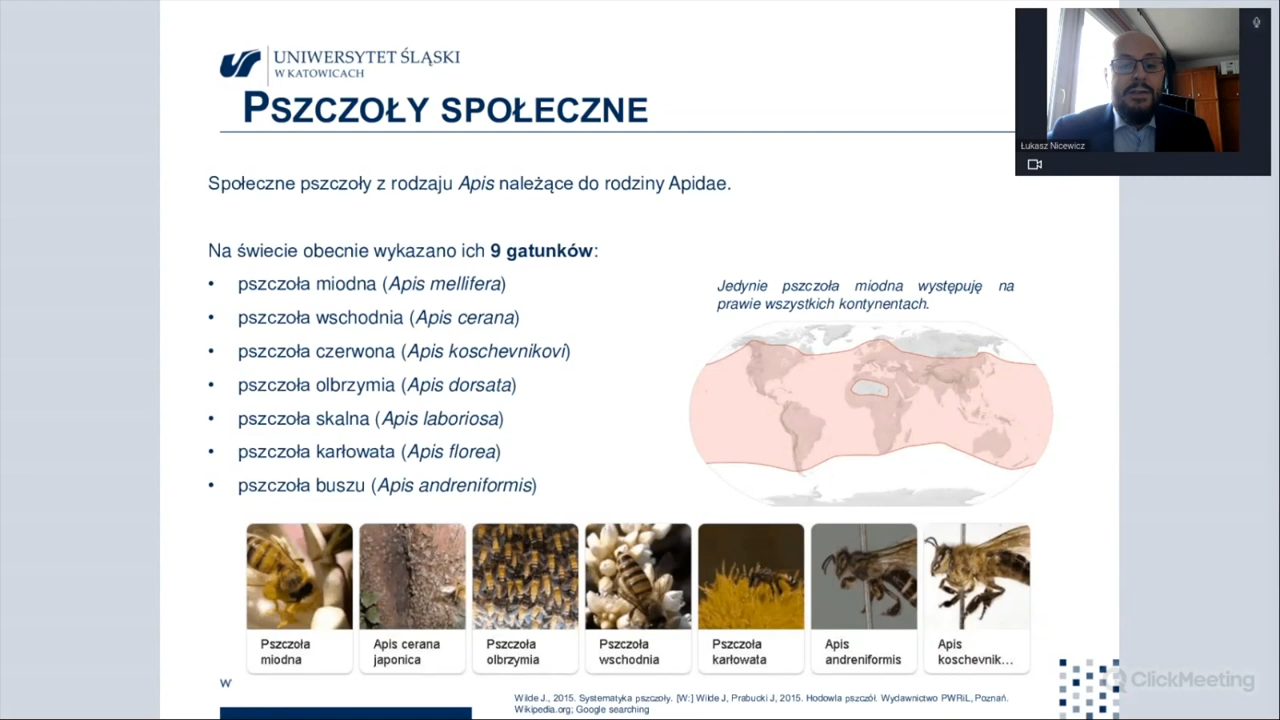 UNIWERSYTET ŚLĄSKI
W KATOWICACH
PSZCZOŁY SPOŁECZNE
Łukasz Nicewicz
Społeczne pszczoły z rodzaju Apis należące do rodziny Apidae.
Na świecie obecnie wykazano ich 9 gatunków:
• pszczoła miodna (Apis mellifera)
• pszczoła wschodnia (Apis cerana)
• pszczoła czerwona (Apis koschevnikovi)
• pszczoła olbrzymia (Apis dorsata)
• pszczoła skalna (Apis laboriosa)
• pszczoła karłowata (Apis florea)
• pszczoła buszu (Apis andreniformis)
Jedynie pszczoła miodna występuję na
prawie wszystkich kontynentach.
Pszczoła
miodna
Apis cerana
japonica
Pszczoła
olbrzymia
Pszczoła
wschodnia
Pszczoła
karłowata
Apis
andreniformis
Apis
koschevnik...
W
Wilde J., 2015. Systematyka pszczoły. [W:] Wilde J, Prabucki J, 2015. Hodowla pszczół. Wydawnictwo PWRiL, Poznań.
Wikipedia.org; Google searching
ClickMeeting